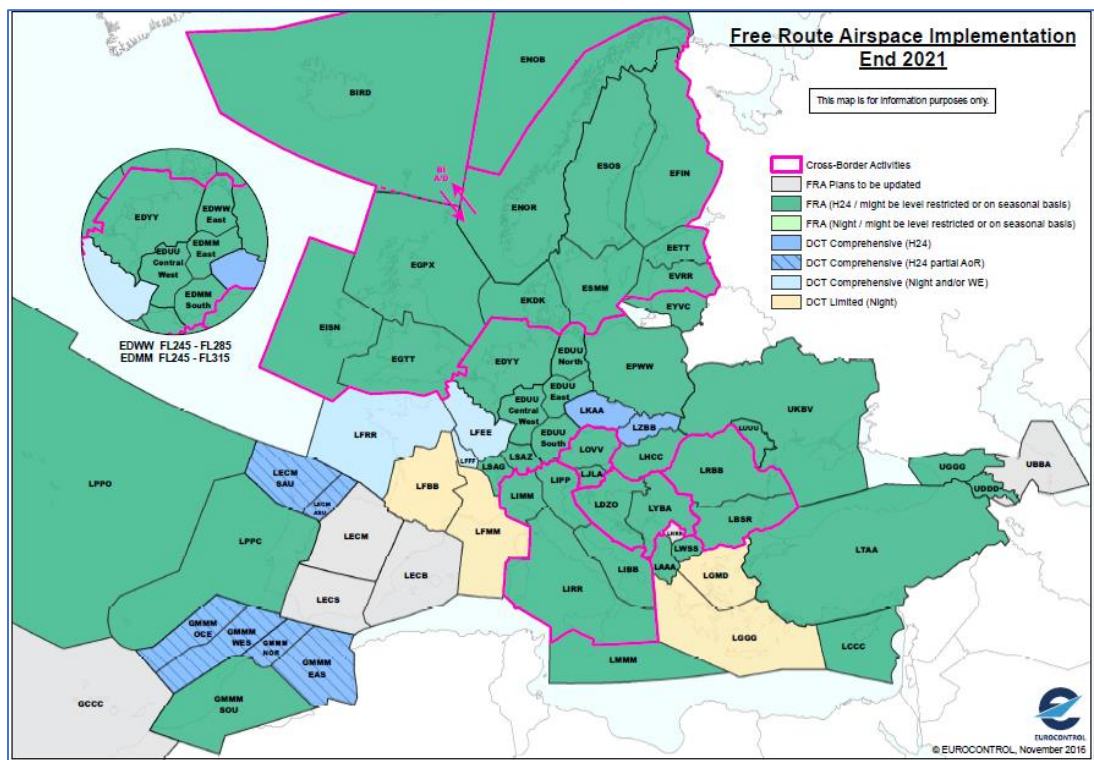 Free Route Airspace Implementation
End 2021
This map is for information purposes only.
Cross-Border Activities
FRA Plans to be updated
FRA (H24 / might be level restricted or on seasonal basis)
FRA (Night / might be level restricted or on seasonal basis)
DCT Comprehensive (H24)
DCT Comprehensive (H24 partial AoR)
DCT Comprehensive (Night and/or WE)
DCT Limited (Night)
BIRD
ENOB
BI
A/D
ESOS
EFIN
ENOR
EGPX
EETT
EVRR
ESMM
EKDK
EYVC
EISN
EGTT
EDYY
EDWW
East
EDUU
Central
West
EDMM
East
EDMM
South
EDWW FL245 - FL285
EDMM FL245 - FL315
EDYY
EDUU
North
EPWW
EDUU
East
EDUU
Central
West
EDUU
South
LKAA
LZBB
UKBV
LUUU
LFRR
LFEE
LFFF
LSAZ
LSAG
LOVV
LHCC
LJLA
LRBB
LPPO
LECM
SAU
LECM
ASU
LFBB
LFMM
LIMM
LIPP
LDZO
LYBA
LBSR
LWSS
LAAA
UGGG
UDDD
UBBA
LPPC
LECM
LECB
LECS
LIRR
LIBB
LGMD
LTAA
LGGG
LCCC
LMMM
GMMM
OCE
GMMM
WES
GMMM
NOR
GMMM
EAS
GMMM
SOU
GCCC
EUROCONTROL
© EUROCONTROL, November 2016